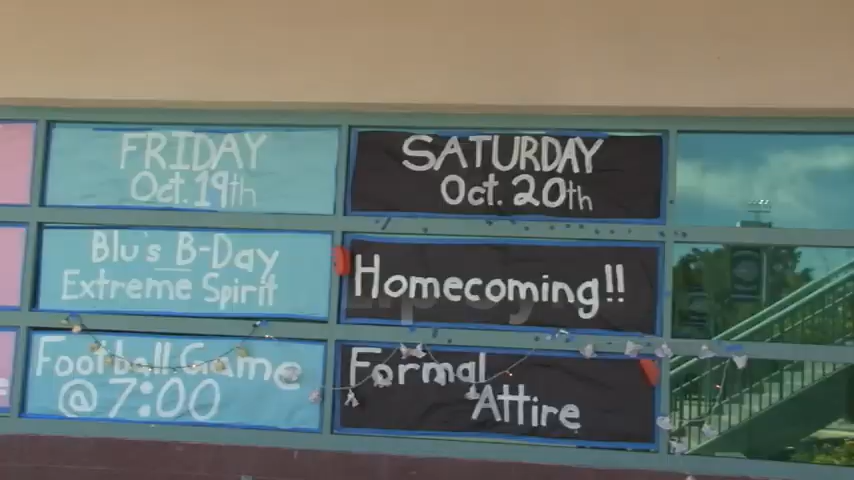 FRIDAY
Oct. 19th
Blu's B-Day
Extreme Spirit
Football Game
@ 7:00
SATURDAY
Oct. 20th
Homecoming!!
Formal
Attire